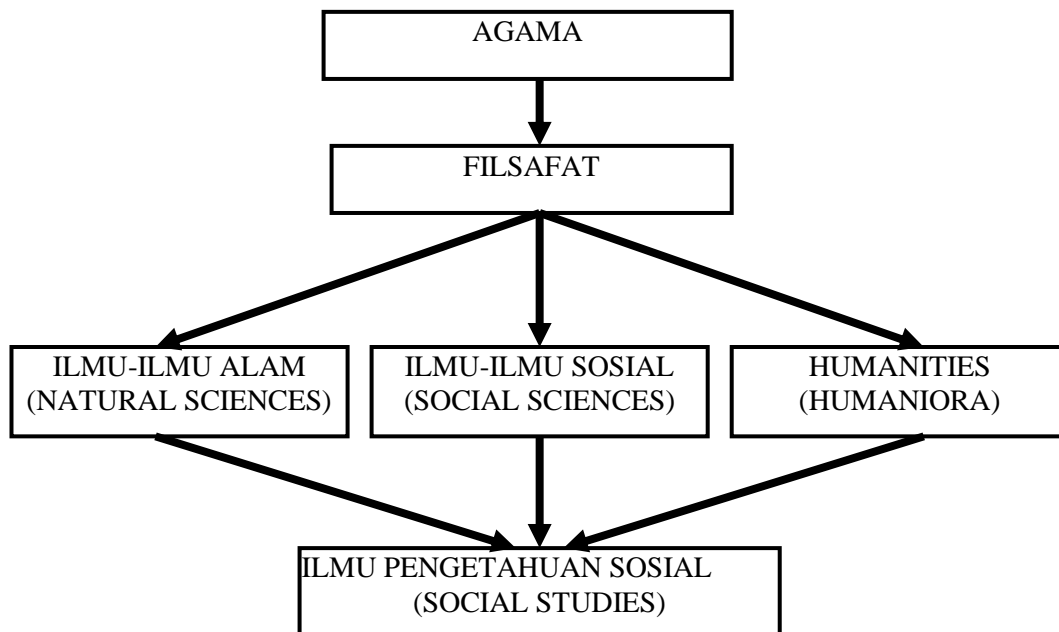 AGAMA
FILSAFAT
ILMU-ILMU ALAM
(NATURAL SCIENCES)
ILMU-ILMU SOSIAL
(SOCIAL SCIENCES)
HUMANITIES
(HUMANIORA)
ILMU PENGETAHUAN SOSIAL
(SOCIAL STUDIES)